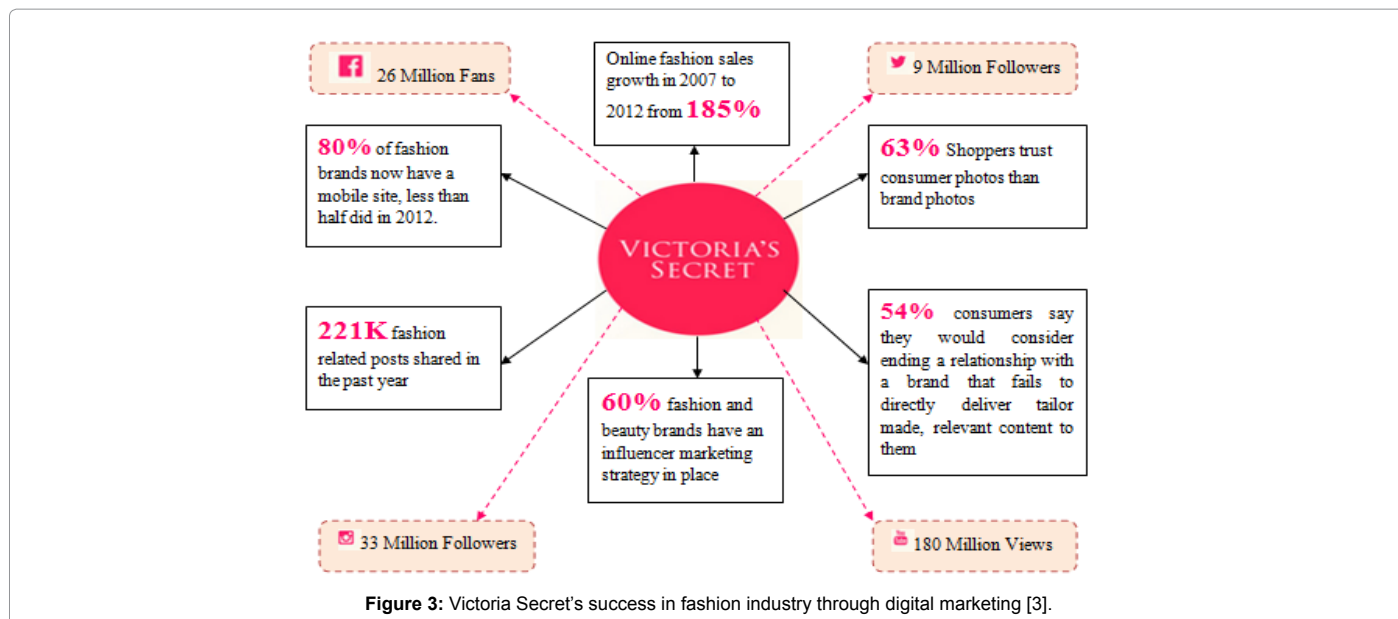 26 Million Fans
Online fashion sales
growth in 2007 to
2012 from 185%
9 Million Followers
80% of fashion
brands now have a
mobile site, less than
half did in 2012.
63% Shoppers trust
consumer photos than
brand photos
VICTORIA'S
SECRET
221K fashion
related posts shared in
the past year
60% fashion and
beauty brands have an
influencer marketing
strategy in place
54% consumers say
they would consider
ending a relationship with
a brand that fails to
directly deliver tailor
made, relevant content to
them
33 Million Followers
180 Million Views
Figure 3: Victoria Secret's success in fashion industry through digital marketing [3].